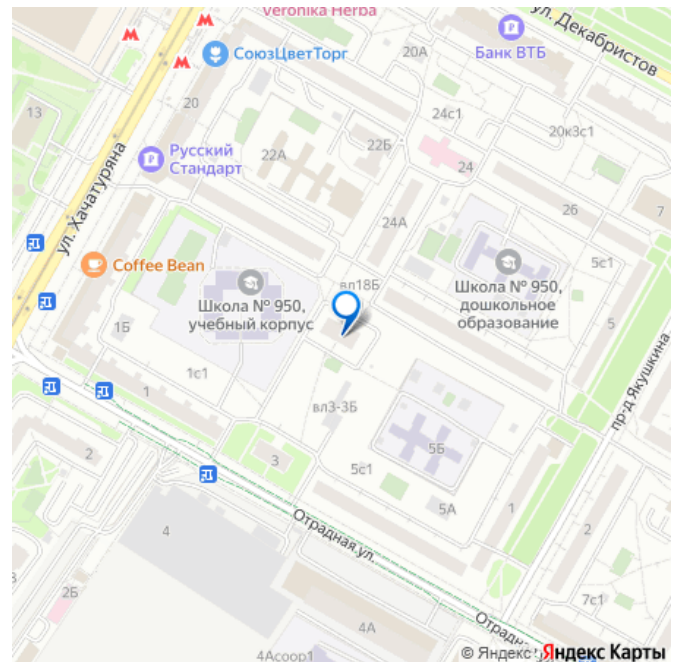 Veronika Herba
ул. Декабристов
М
Банк ВТБ
20А
М
СоюзЦветТорг
24с1
20
13
22Б
20к3с1
22А
Русский
Стандарт
24
7
26
ул. Хачатуряна
24А
5с1
Coffee Bean
вл18Б
Школа № 950,
учебный корпус
Школа № 950,
дошкольное
образование
1Б
5
1с1
1
вл3-3Б
пр-д Якушкина
5Б
2
3
5с1
5А
1
Отрадная ул.
2
4
2Б
7с1
4А
Отрадн
4Асоор1
© Яндекс
Яндекс Карты